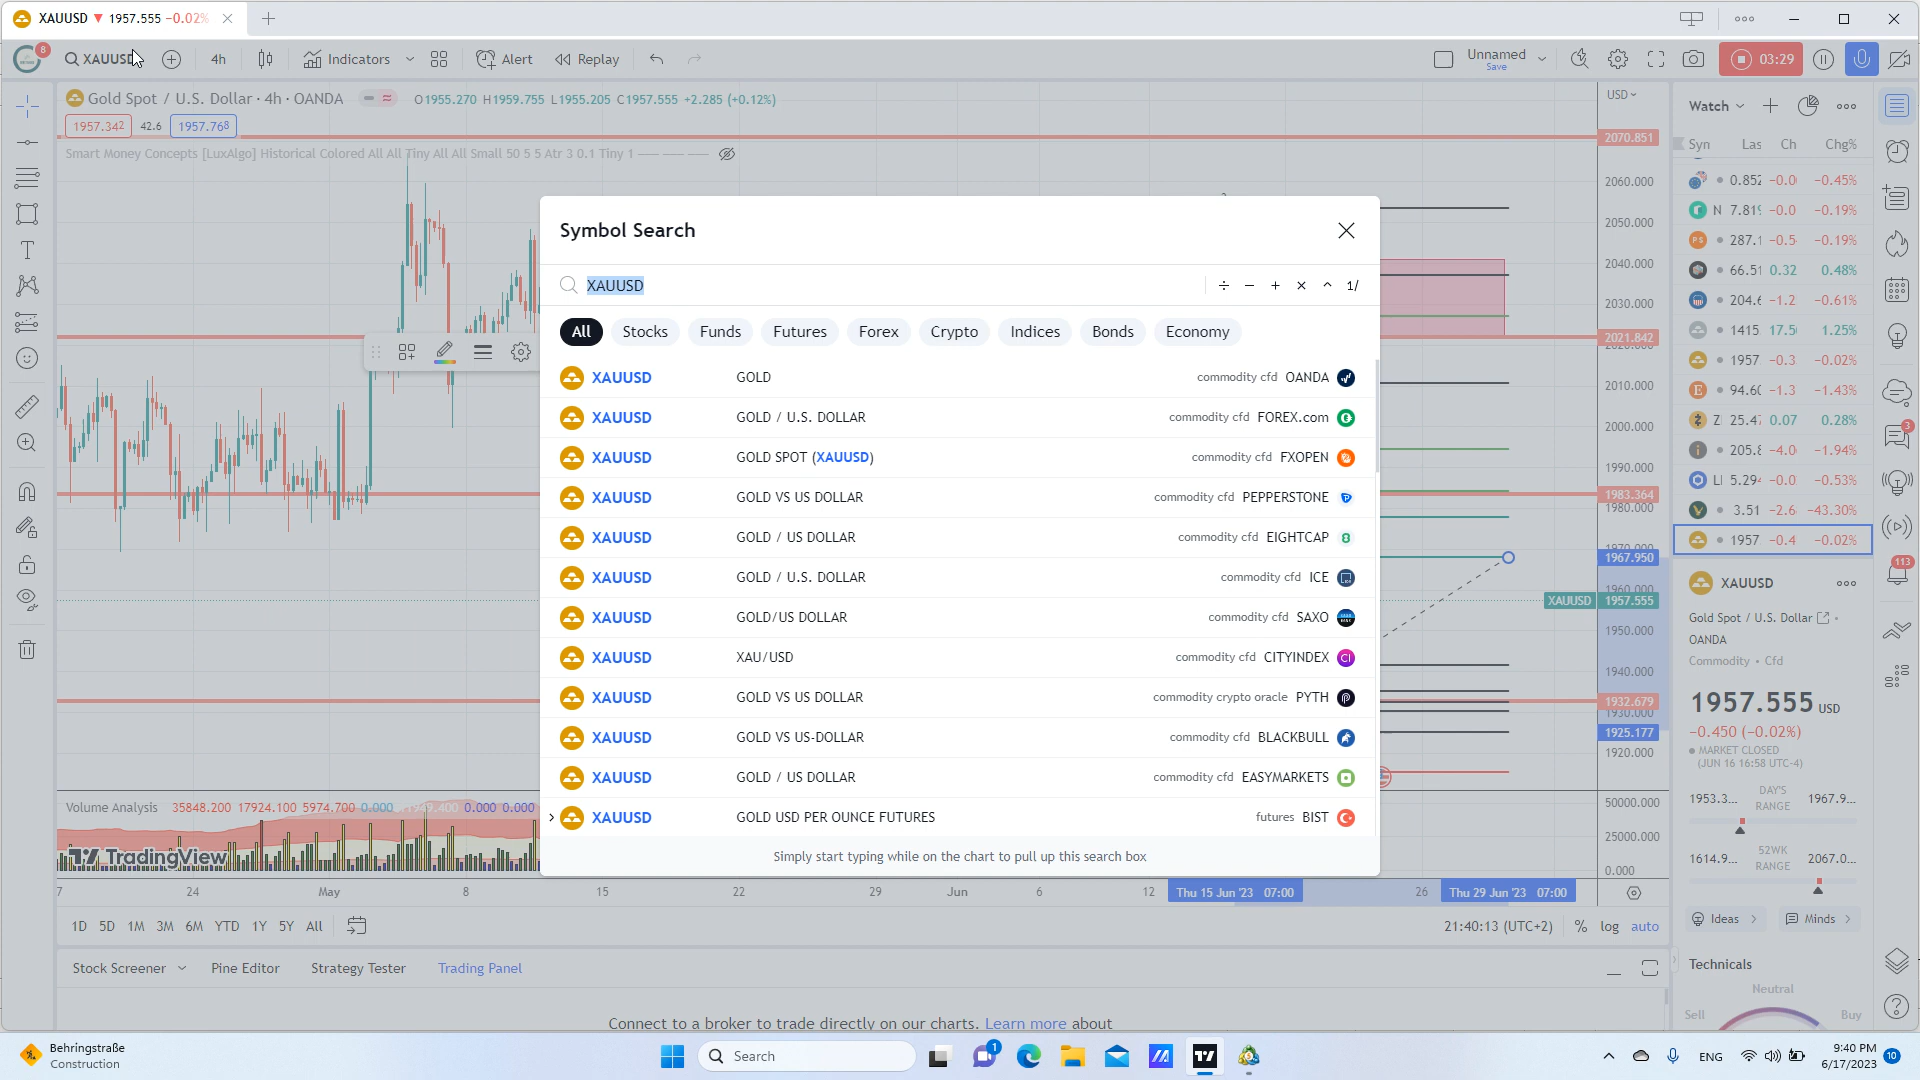 XAUUSD ▼ 1957.555 −0.02%
8 XAUUSD 4h Indicators Alert Replay Unnamed Save 03:29
Gold Spot / U.S. Dollar · 4h · OANDA O1955.270 H1959.755 L1955.205 C1957.555 +2.285 (+0.12%)
1957.342 42.6 1957.768
Smart Money Concepts [LuxAlgo] Historical Colored All All Tiny All All Small 50 5 5 Atr 3 0.1 Tiny 1
Symbol Search
XAUUSD ÷ − + × ^ 1/
All Stocks Funds Futures Forex Crypto Indices Bonds Economy
XAUUSD GOLD commodity cfd OANDA
XAUUSD GOLD / U.S. DOLLAR commodity cfd FOREX.com
XAUUSD GOLD SPOT (XAUUSD) commodity cfd FXOPEN
XAUUSD GOLD VS US DOLLAR commodity cfd PEPPERSTONE
XAUUSD GOLD / US DOLLAR commodity cfd EIGHTCAP
XAUUSD GOLD / U.S. DOLLAR commodity cfd ICE
XAUUSD GOLD/US DOLLAR commodity cfd SAXO
XAUUSD XAU/USD commodity cfd CITYINDEX
XAUUSD GOLD VS US DOLLAR commodity crypto oracle PYTH
XAUUSD GOLD VS US-DOLLAR commodity cfd BLACKBULL
XAUUSD GOLD / US DOLLAR commodity cfd EASYMARKETS
XAUUSD GOLD USD PER OUNCE FUTURES futures BIST
Simply start typing while on the chart to pull up this search box
USD
2070.851
2060.000
2050.000
2040.000
2030.000
2021.842
2010.000
2000.000
1990.000
1983.364
1980.000
1967.950
XAUUSD 1957.555
1950.000
1940.000
1932.679
1930.000
1925.177
1920.000
50000.000
25000.000
0.000
Volume Analysis 35848.200 17924.100 5974.700 0.000 0.000 0.000
TradingView
24 May 8 15 22 29 Jun 6 12 Thu 15 Jun '23 07:00 26 Thu 29 Jun '23 07:00
1D 5D 1M 3M 6M YTD 1Y 5Y All 21:40:13 (UTC+2) % log auto
Stock Screener Pine Editor Strategy Tester Trading Panel
Connect to a broker to trade directly on our charts. Learn more about
Watch
Syn Las Ch Chg%
0.852 −0.0 −0.45%
N 7.819 −0.0 −0.19%
287.1 −0.5 −0.19%
66.51 0.32 0.48%
204.6 −1.2 −0.61%
1415 17.5 1.25%
1957 −0.3 −0.02%
94.60 −1.3 −1.43%
Z 25.47 0.07 0.28%
205.8 −4.0 −1.94%
LI 5.29 −0.0 −0.53%
3.51 −2.6 −43.30%
1957 −0.4 −0.02%
XAUUSD
Gold Spot / U.S. Dollar
OANDA
Commodity • Cfd
1957.555 USD
−0.450 (−0.02%)
MARKET CLOSED
(JUN 16 16:58 UTC-4)
1953.3... DAY'S RANGE 1967.9...
1614.9... 52WK RANGE 2067.0...
Ideas Minds
Technicals
Neutral
Sell Buy
3
113
Behringstraße
Construction
Search
1
ENG
9:40 PM
6/17/2023
10